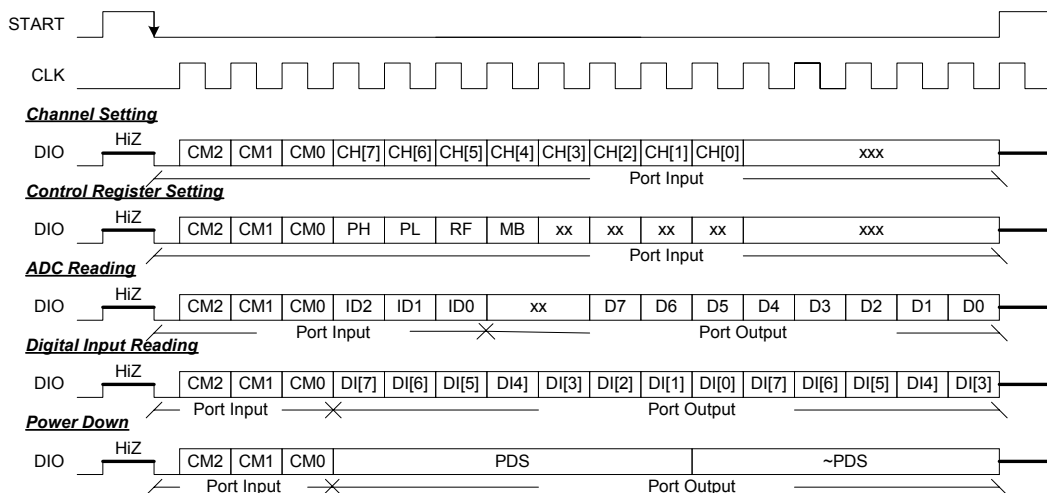 START
CLK
Channel Setting
HiZ
DIO CM2 CM1 CM0 CH[7] CH[6] CH[5] CH[4] CH[3] CH[2] CH[1] CH[0] xxx
Port Input
Control Register Setting
HiZ
DIO CM2 CM1 CM0 PH PL RF MB xx xx xx xx xxx
Port Input
ADC Reading
HiZ
DIO CM2 CM1 CM0 ID2 ID1 ID0 xx D7 D6 D5 D4 D3 D2 D1 D0
Port Input Port Output
Digital Input Reading
HiZ
DIO CM2 CM1 CM0 DI[7] DI[6] DI[5] DI4] DI[3] DI[2] DI[1] DI[0] DI[7] DI[6] DI[5] DI4] DI[3]
Port Input Port Output
Power Down
HiZ
DIO CM2 CM1 CM0 PDS ~PDS
Port Input Port Output